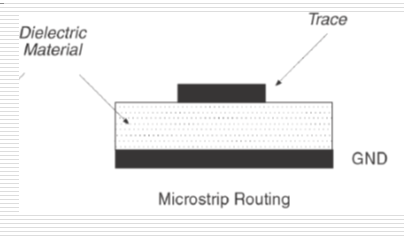 Trace
Dielectric
Material
GND
Microstrip Routing